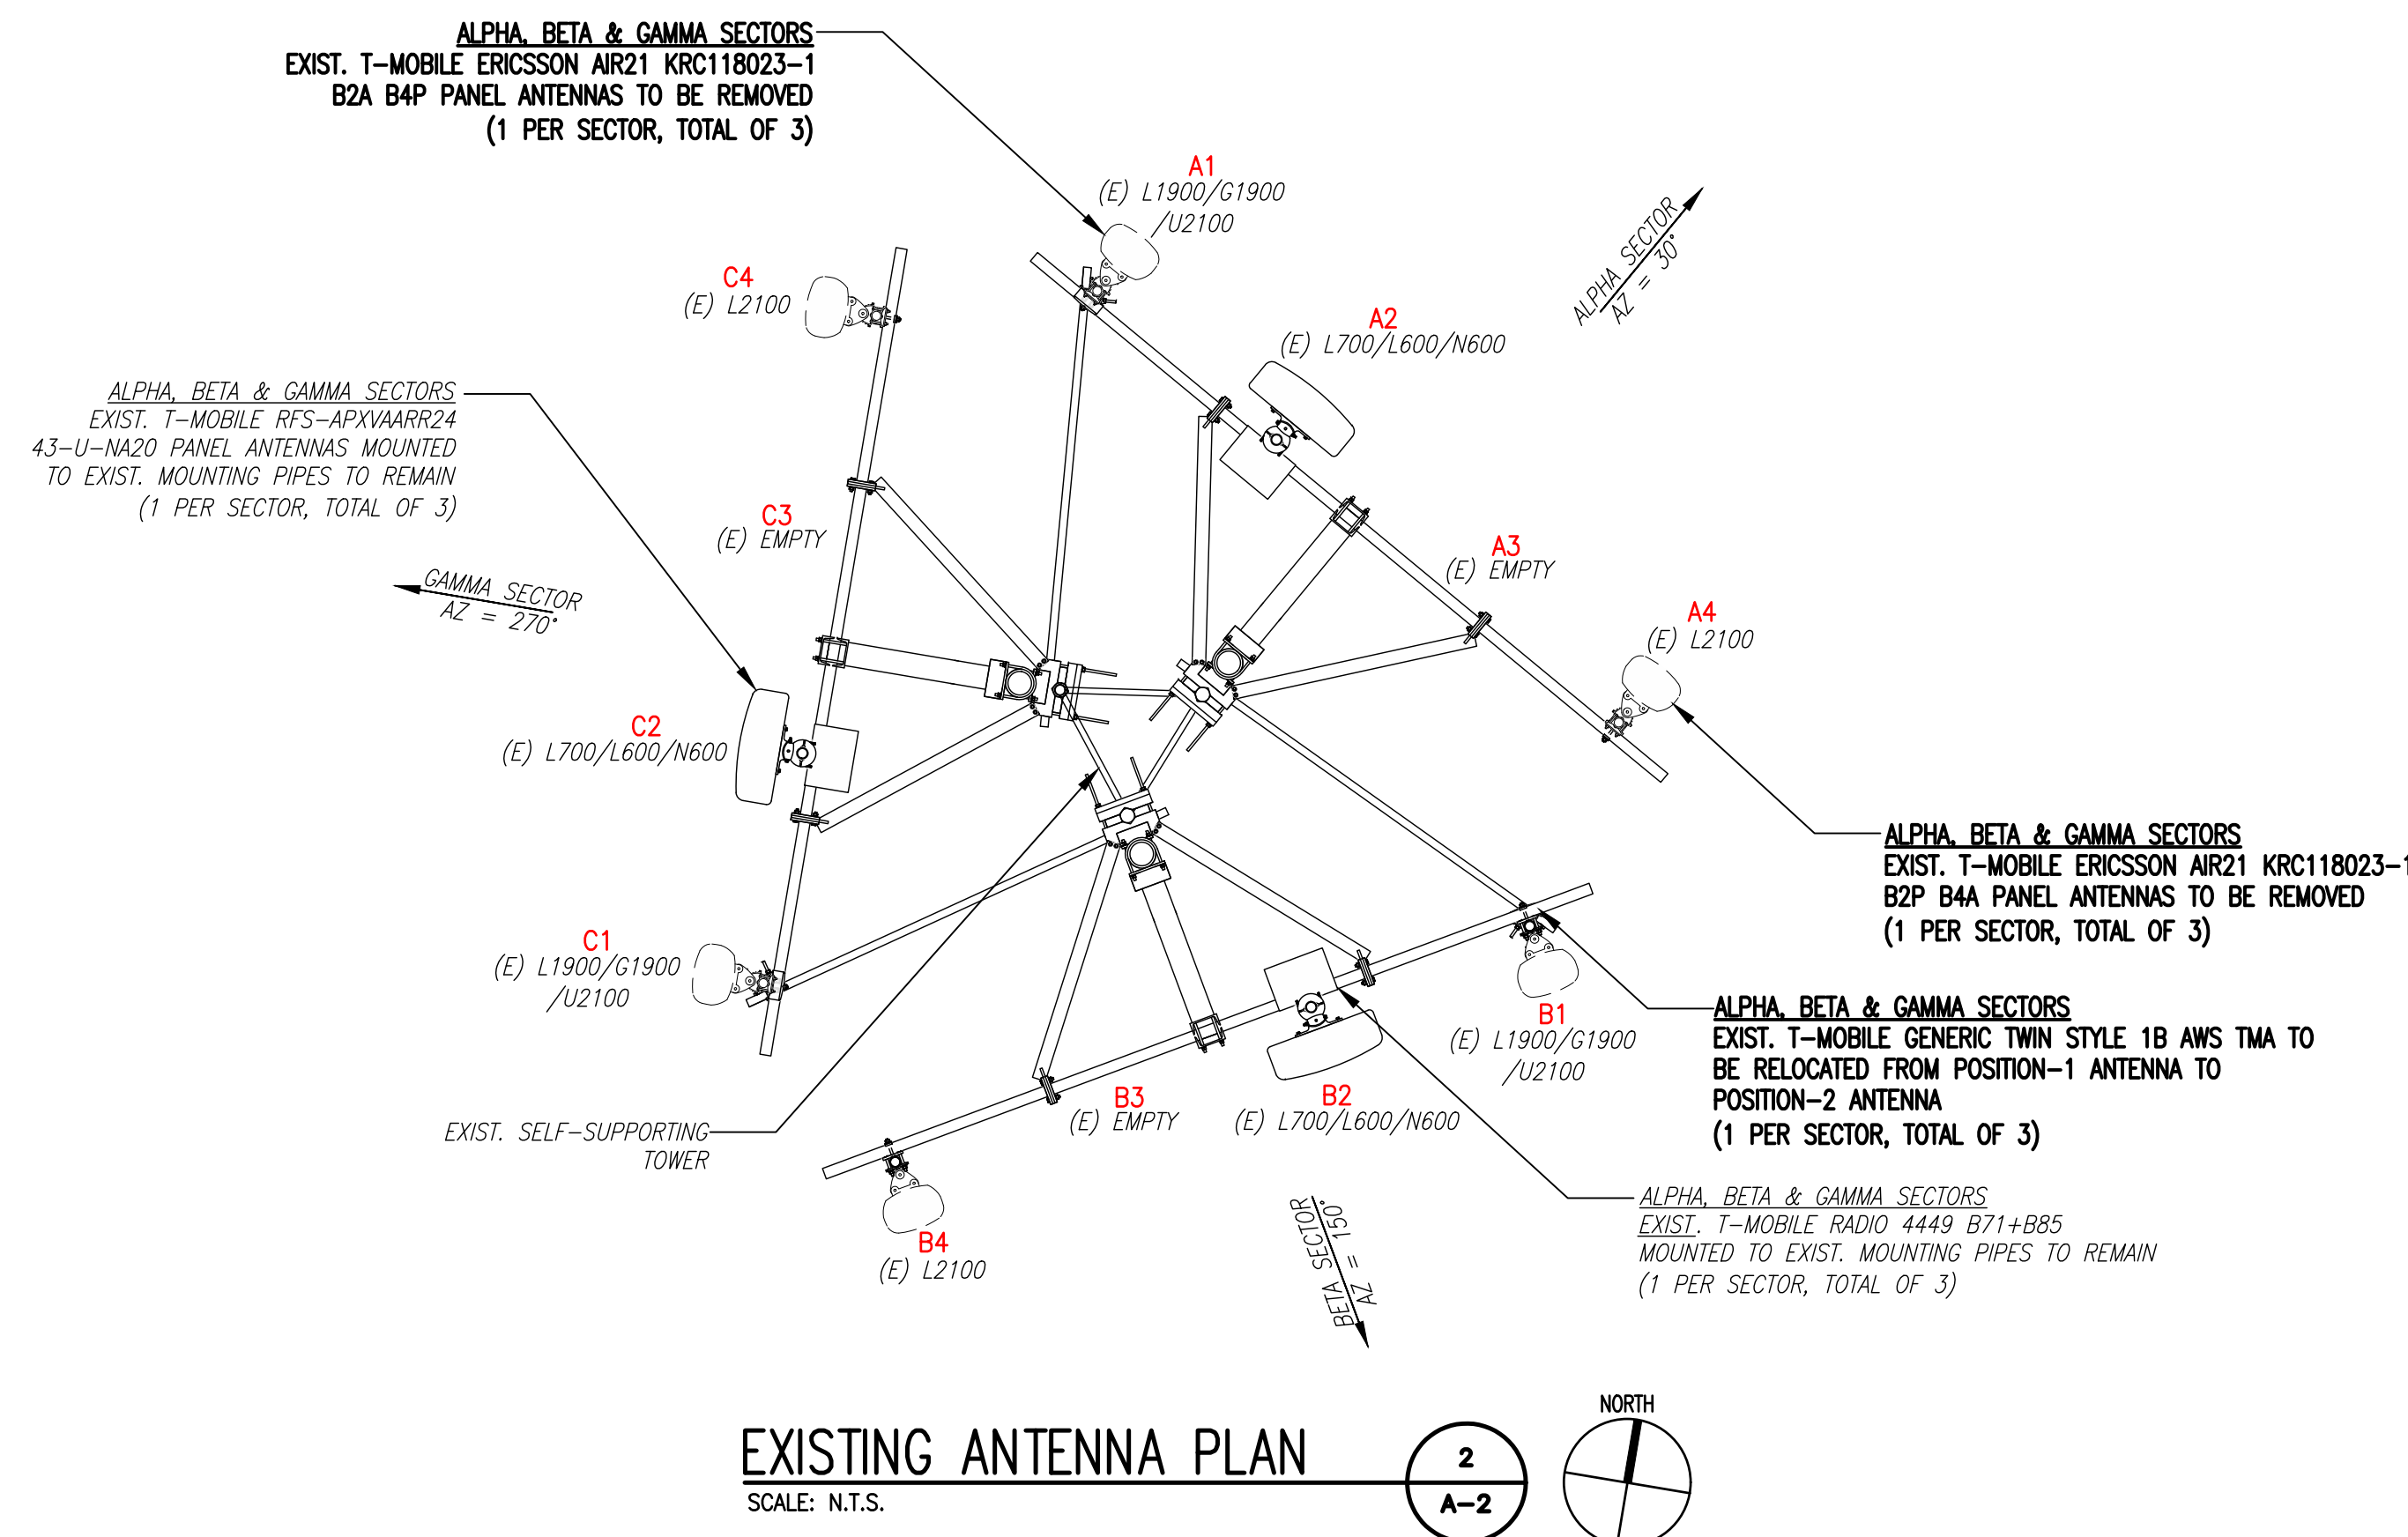 ALPHA, BETA & GAMMA SECTORS
EXIST. T-MOBILE ERICSSON AIR21 KRC118023-1
B2A B4P PANEL ANTENNAS TO BE REMOVED
(1 PER SECTOR, TOTAL OF 3)
A1
(E) L1900/G1900
/U2100
ALPHA SECTOR
AZ = 30°
C4
(E) L2100
A2
(E) L700/L600/N600
ALPHA, BETA & GAMMA SECTORS
EXIST. T-MOBILE RFS-APXVAARR24
43-U-NA20 PANEL ANTENNAS MOUNTED
TO EXIST. MOUNTING PIPES TO REMAIN
(1 PER SECTOR, TOTAL OF 3)
C3
(E) EMPTY
A3
(E) EMPTY
GAMMA SECTOR
AZ = 270°
A4
(E) L2100
C2
(E) L700/L600/N600
ALPHA, BETA & GAMMA SECTORS
EXIST. T-MOBILE ERICSSON AIR21 KRC118023-1
B2P B4A PANEL ANTENNAS TO BE REMOVED
(1 PER SECTOR, TOTAL OF 3)
C1
(E) L1900/G1900
/U2100
ALPHA, BETA & GAMMA SECTORS
EXIST. T-MOBILE GENERIC TWIN STYLE 1B AWS TMA TO
BE RELOCATED FROM POSITION-1 ANTENNA TO
POSITION-2 ANTENNA
(1 PER SECTOR, TOTAL OF 3)
B1
(E) L1900/G1900
/U2100
B2
(E) L700/L600/N600
B3
(E) EMPTY
EXIST. SELF-SUPPORTING
TOWER
ALPHA, BETA & GAMMA SECTORS
EXIST. T-MOBILE RADIO 4449 B71+B85
MOUNTED TO EXIST. MOUNTING PIPES TO REMAIN
(1 PER SECTOR, TOTAL OF 3)
B4
(E) L2100
BETA SECTOR
AZ = 150°
EXISTING ANTENNA PLAN
SCALE: N.T.S.
2
A-2
NORTH